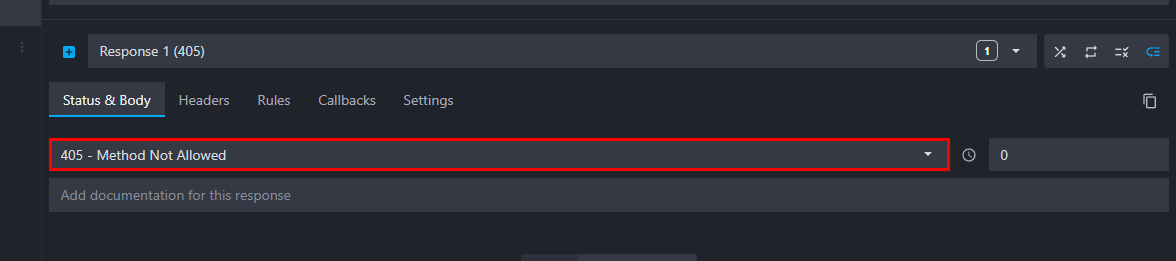 Response 1 (405)
1
Status & Body Headers Rules Callbacks Settings
405 - Method Not Allowed
0
Add documentation for this response